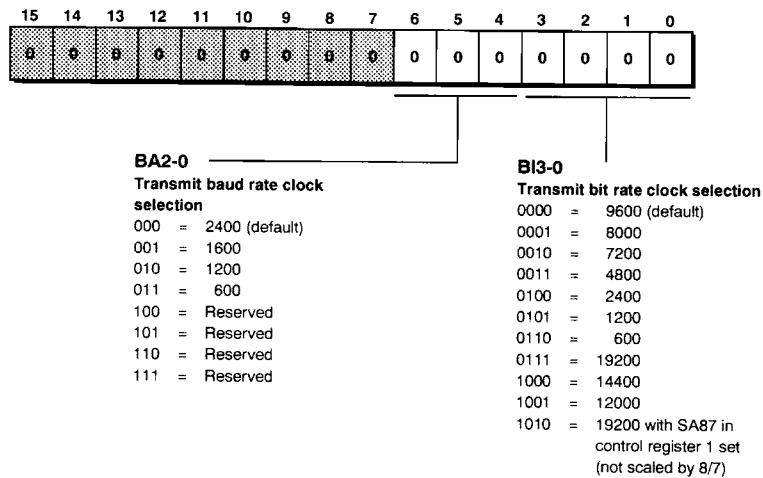 15 14 13 12 11 10 9 8 7 6 5 4 3 2 1 0
0 0 0 0 0 0 0 0 0 0 0 0 0 0 0 0
BA2-0
Transmit baud rate clock
selection
000 = 2400 (default)
001 = 1600
010 = 1200
011 = 600
100 = Reserved
101 = Reserved
110 = Reserved
111 = Reserved
BI3-0
Transmit bit rate clock selection
0000 = 9600 (default)
0001 = 8000
0010 = 7200
0011 = 4800
0100 = 2400
0101 = 1200
0110 = 600
0111 = 19200
1000 = 14400
1001 = 12000
1010 = 19200 with SA87 in
control register 1 set
(not scaled by 8/7)